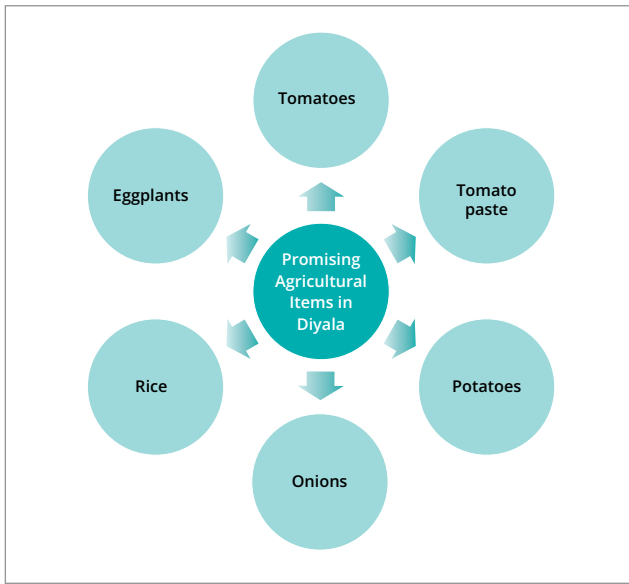 Tomatoes
Tomato
paste
Potatoes
Onions
Rice
Eggplants
Promising
Agricultural
Items in
Diyala